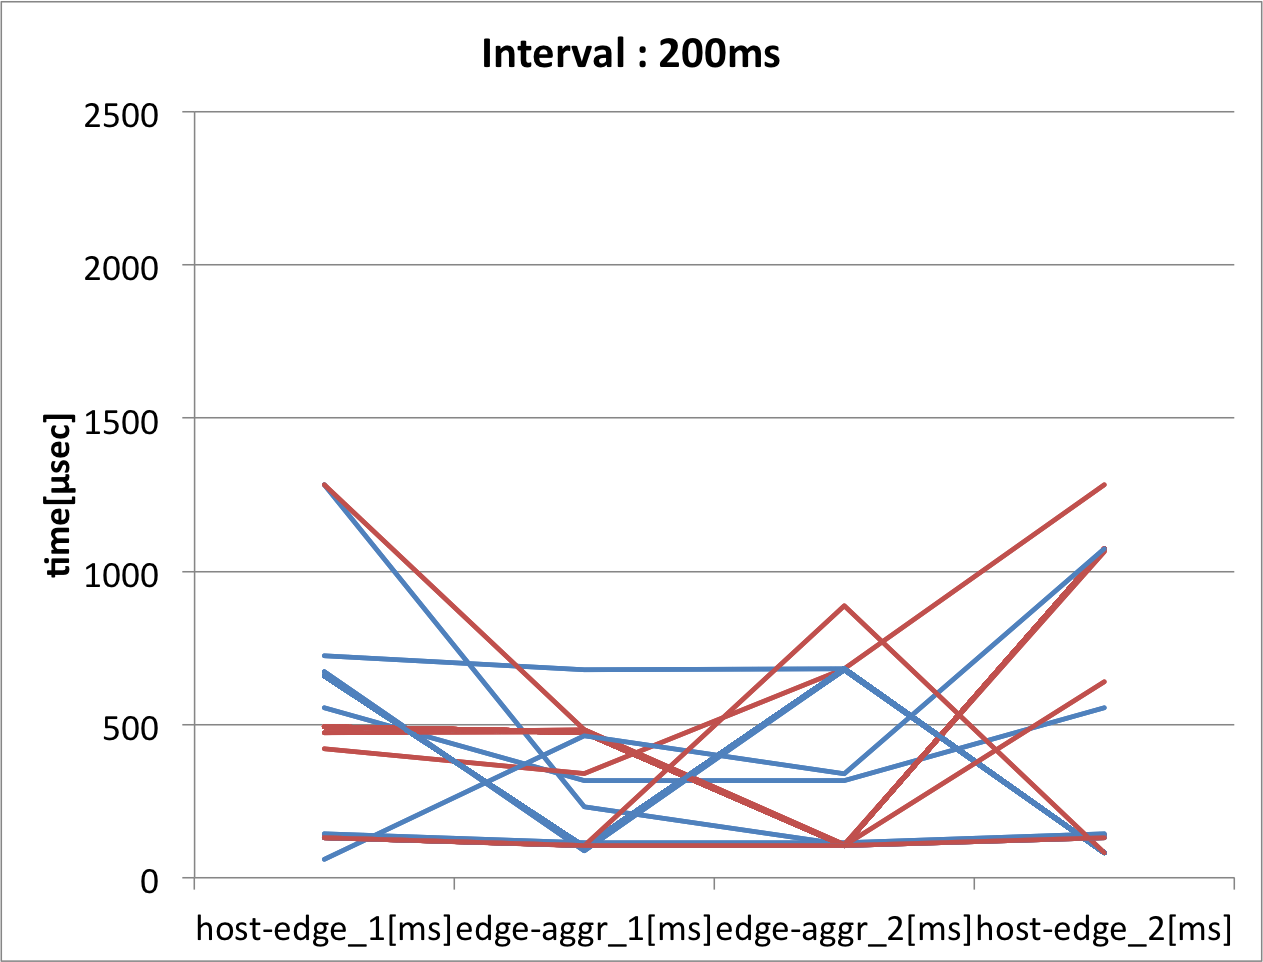 Interval : 200ms
2500
2000
1500
1000
500
0
time[µsec]
host-edge_1[ms] edge-aggr_1[ms] edge-aggr_2[ms] host-edge_2[ms]